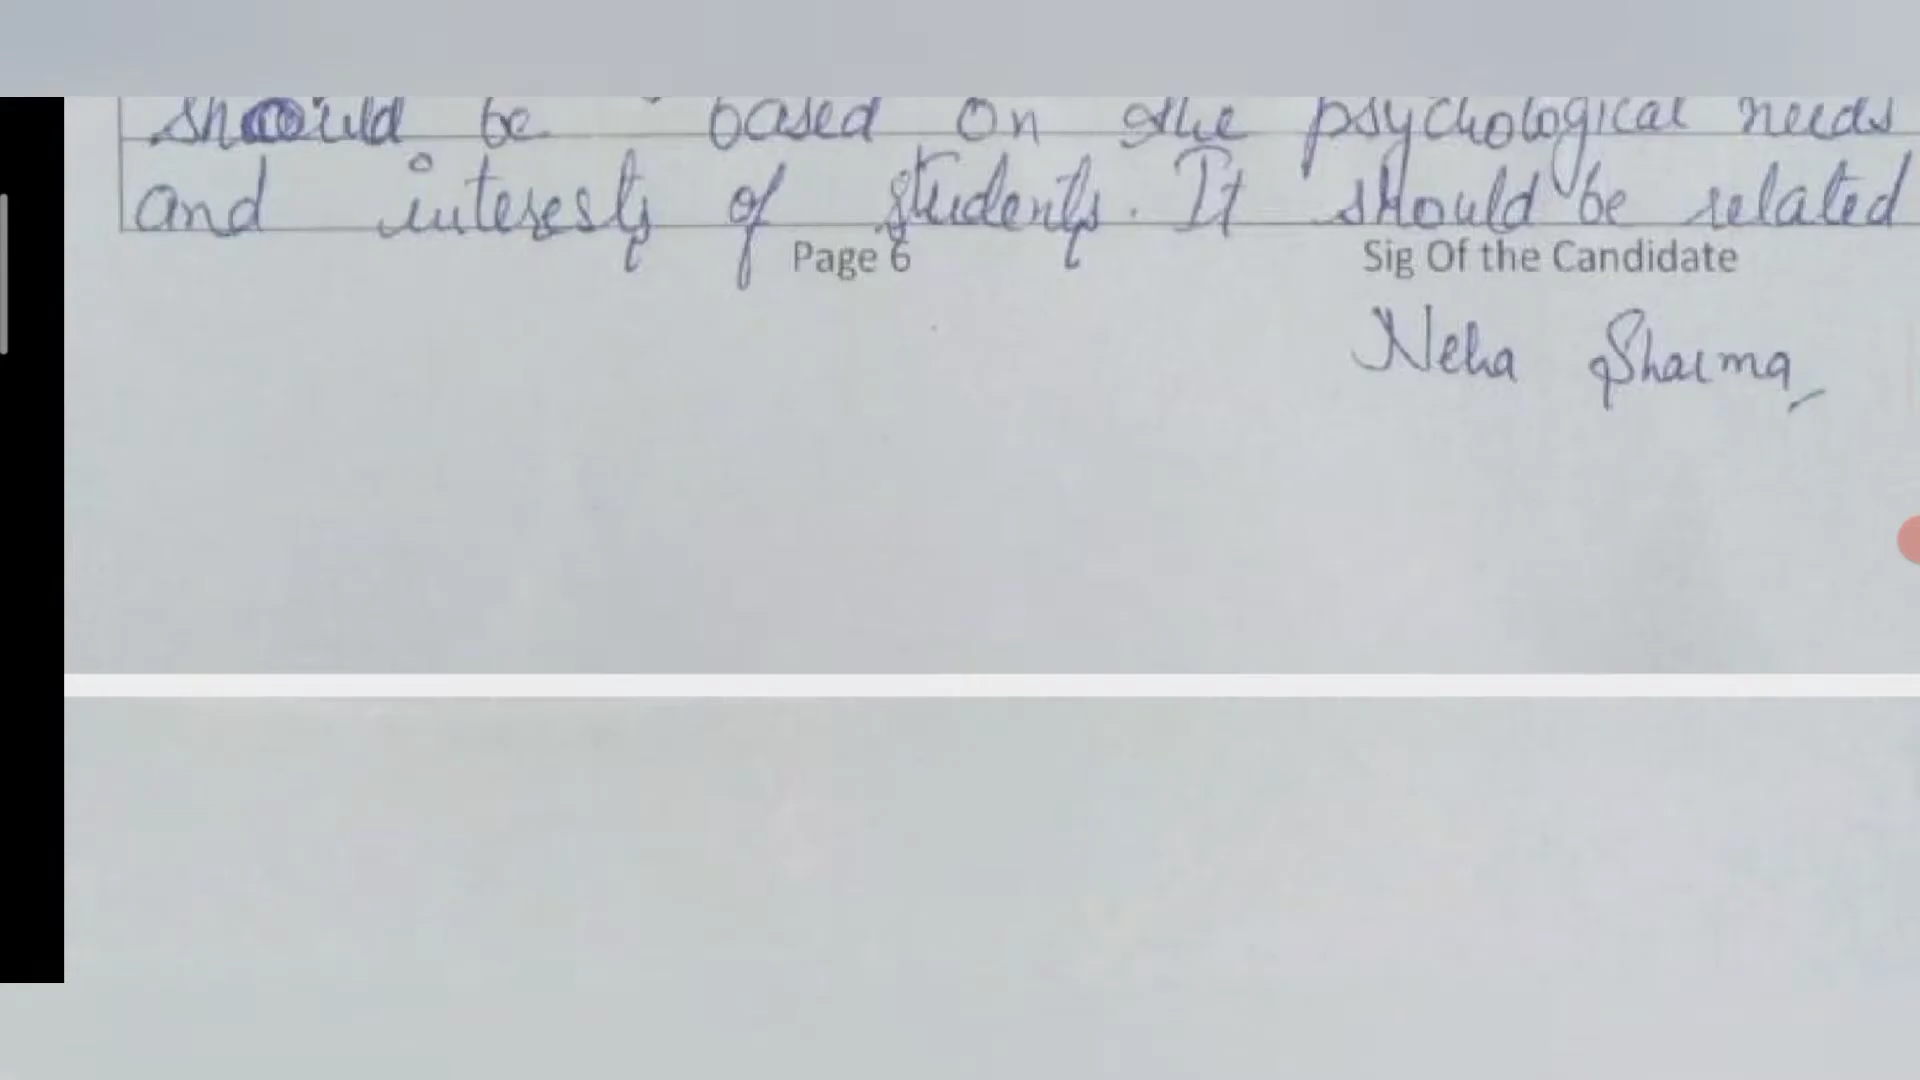 should be based on the psychological needs
and interests of students. It should be related
Page 6 Sig Of the Candidate
Neha Sharma